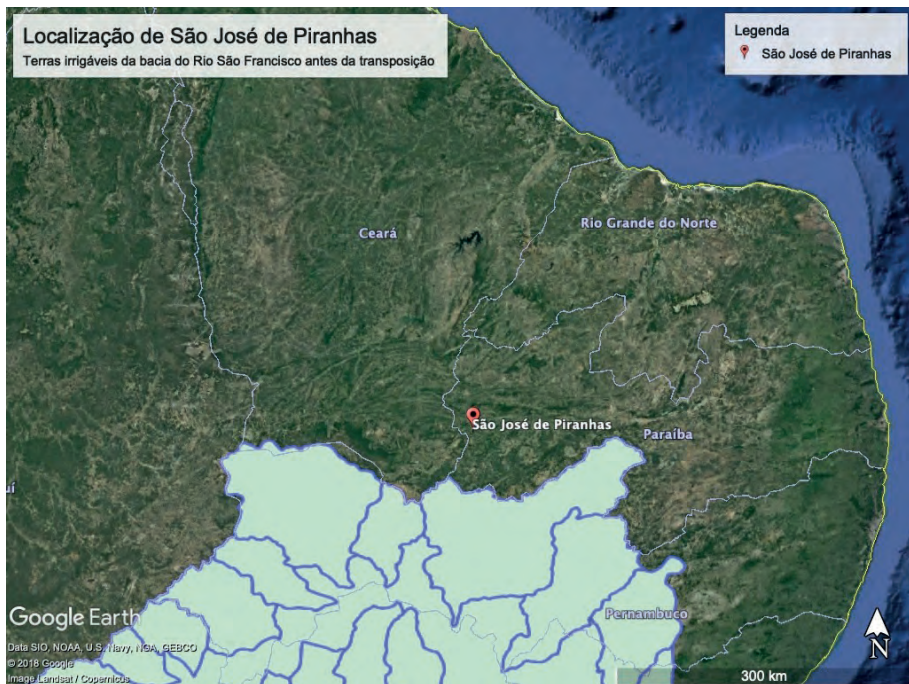 Localização de São José de Piranhas
Terras irrigáveis da bacia do Rio São Francisco antes da transposição
Legenda
São José de Piranhas
Ceará
Rio Grande do Norte
São José de Piranhas
Paraíba
uí
Pernambuco
Google Earth
Data SIO, NOAA, U.S. Navy, NGA, GEBCO
© 2018 Google
Image Landsat / Copernicus
N
300 km